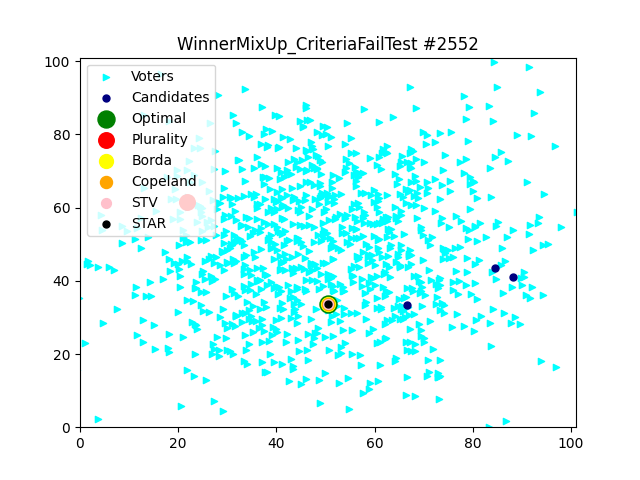 WinnerMixUp_CriteriaFailTest #2552
100
80
60
40
20
0
Voters
Candidates
Optimal
Plurality
Borda
Copeland
STV
STAR
0 20 40 60 80 100